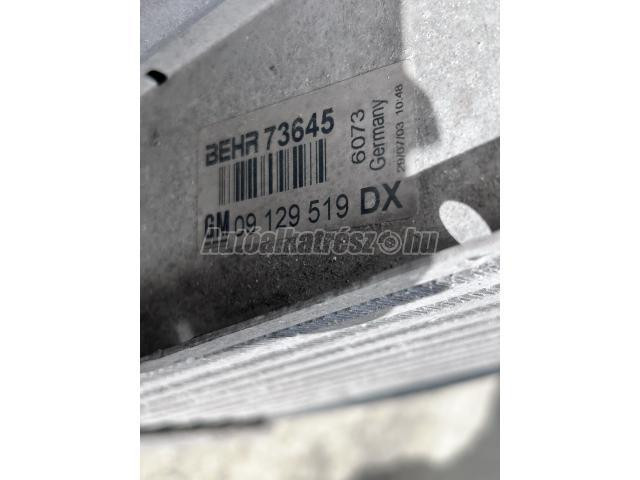 BEHR 73645
6073
Germany
29/07/03 10:48
GM 09 129 519 DX
Autóalkatrész.hu